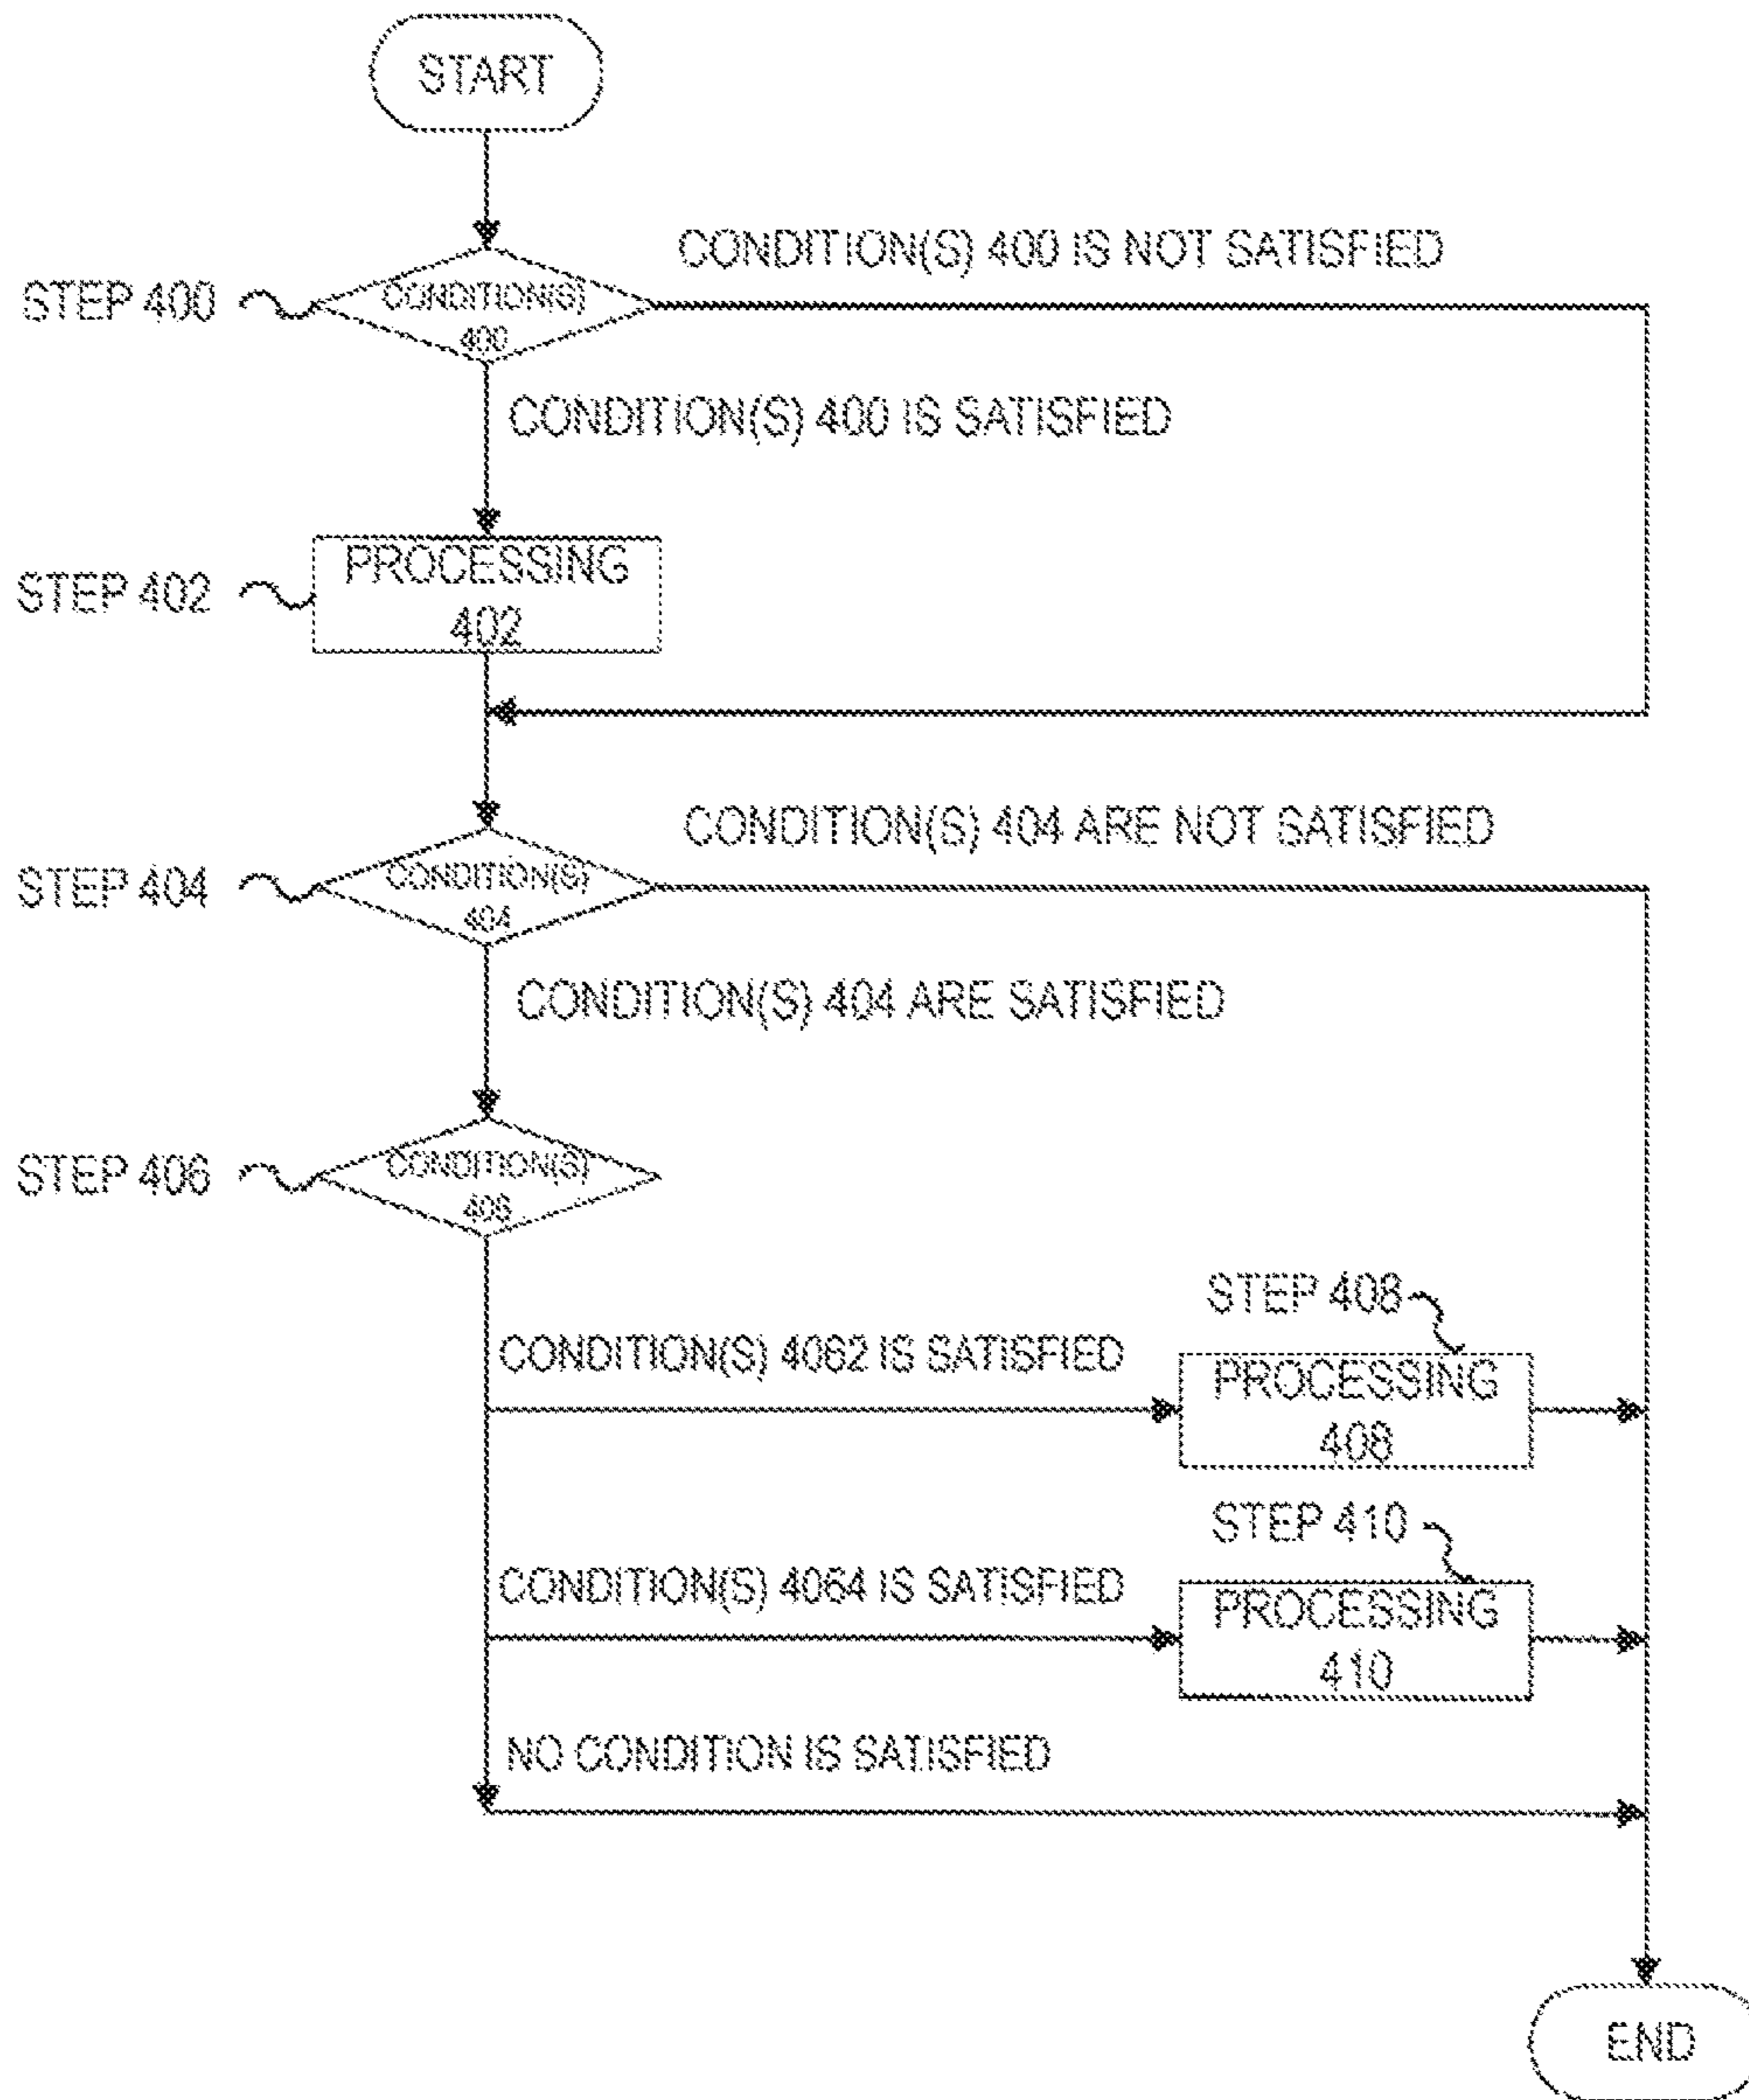 START
CONDITION(S) 400 IS NOT SATISFIED
STEP 400
CONDITION(S)
400
CONDITION(S) 400 IS SATISFIED
STEP 402
PROCESSING
402
CONDITION(S) 404 ARE NOT SATISFIED
STEP 404
CONDITION(S)
404
CONDITION(S) 404 ARE SATISFIED
STEP 406
CONDITION(S)
406
STEP 408
CONDITION(S) 4062 IS SATISFIED
PROCESSING
408
STEP 410
CONDITION(S) 4064 IS SATISFIED
PROCESSING
410
NO CONDITION IS SATISFIED
END